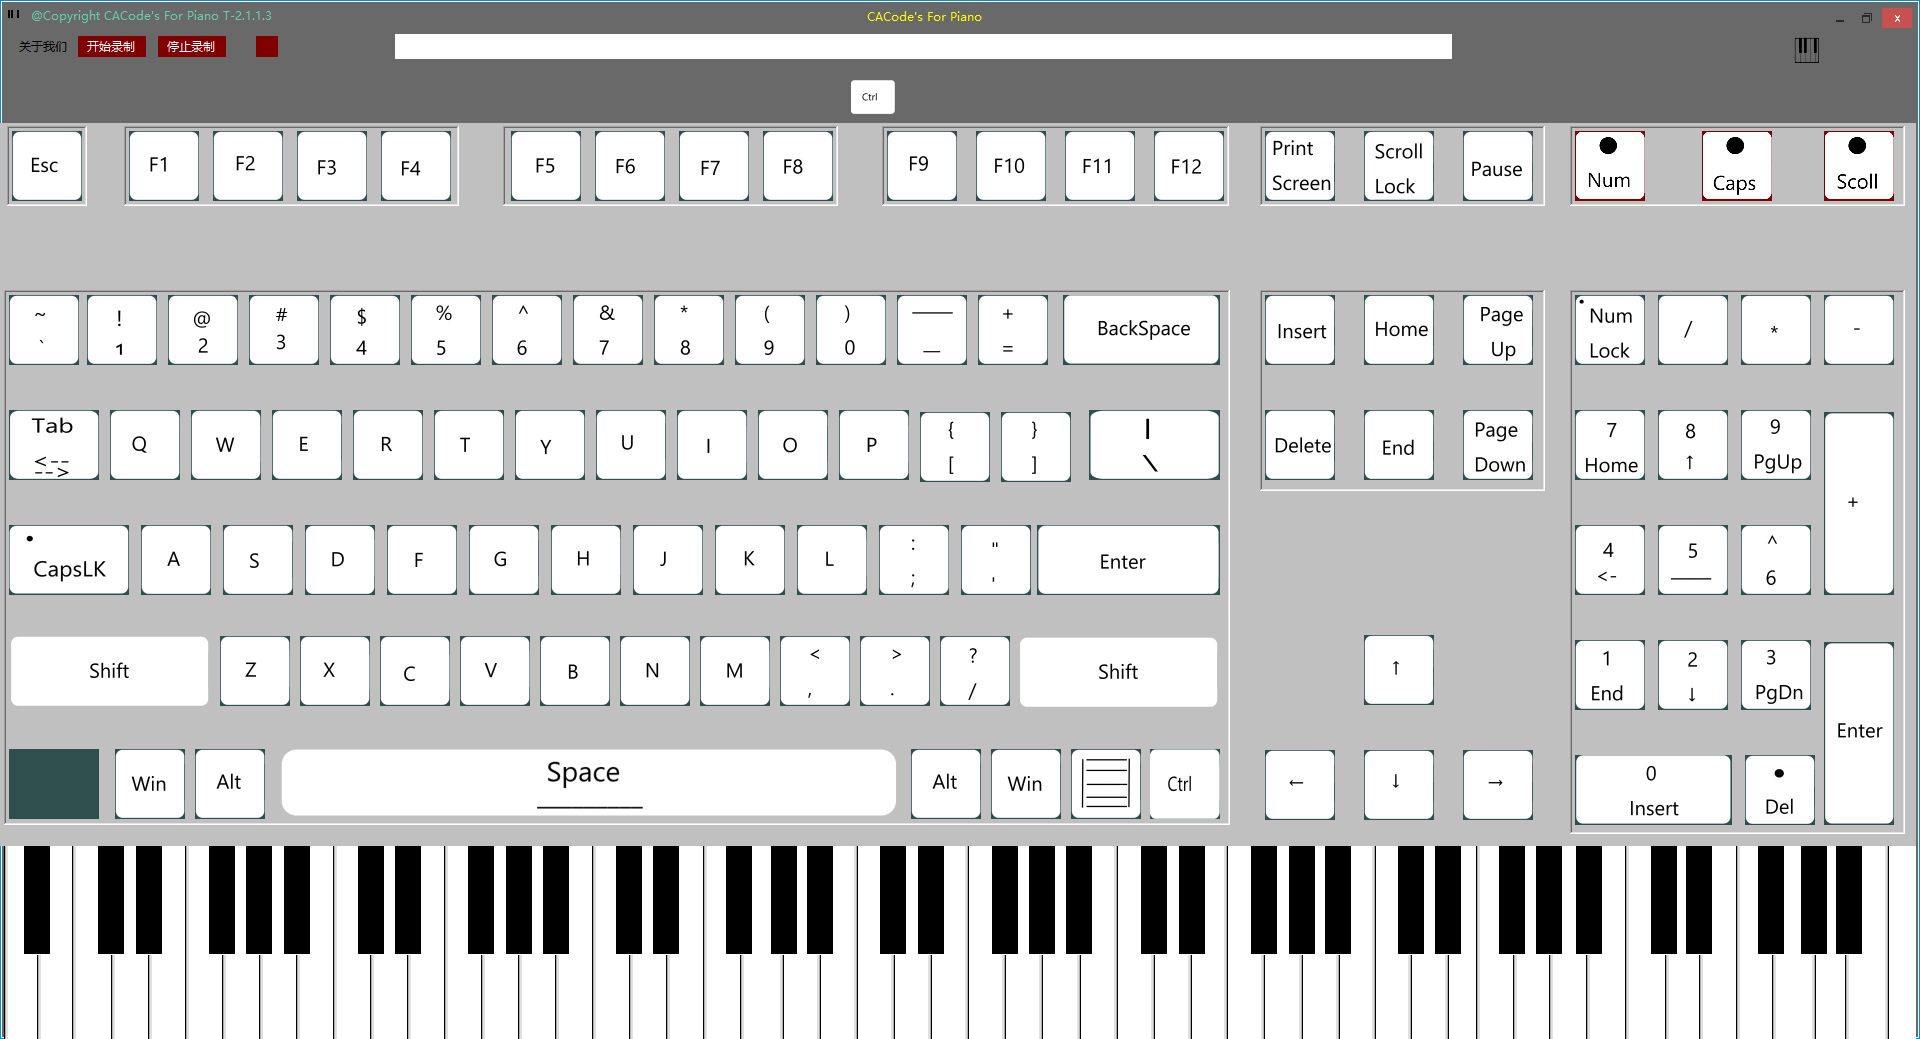 @Copyright CACode's For Piano T-2.1.1.3
CACode's For Piano
x
关于我们 开始录制 停止录制
Ctrl
Esc F1 F2 F3 F4 F5 F6 F7 F8 F9 F10 F11 F12 Print Screen Scroll Lock Pause Num Caps Scoll
~ ! @ # $ % ^ & * ( ) — +
` 1 2 3 4 5 6 7 8 9 0 _ =
BackSpace Insert Home Page Up Num Lock / * -
Tab <-- --> Q W E R T Y U I O P { [ } ] | \ Delete End Page Down 7 Home 8 ↑ 9 PgUp +
CapsLK A S D F G H J K L : ; " ' Enter 4 <- 5 — ^ 6
Shift Z X C V B N M < , > . ? / Shift ↑ 1 End 2 ↓ 3 PgDn Enter
Win Alt Space Alt Win Ctrl ← ↓ → 0 Insert Del